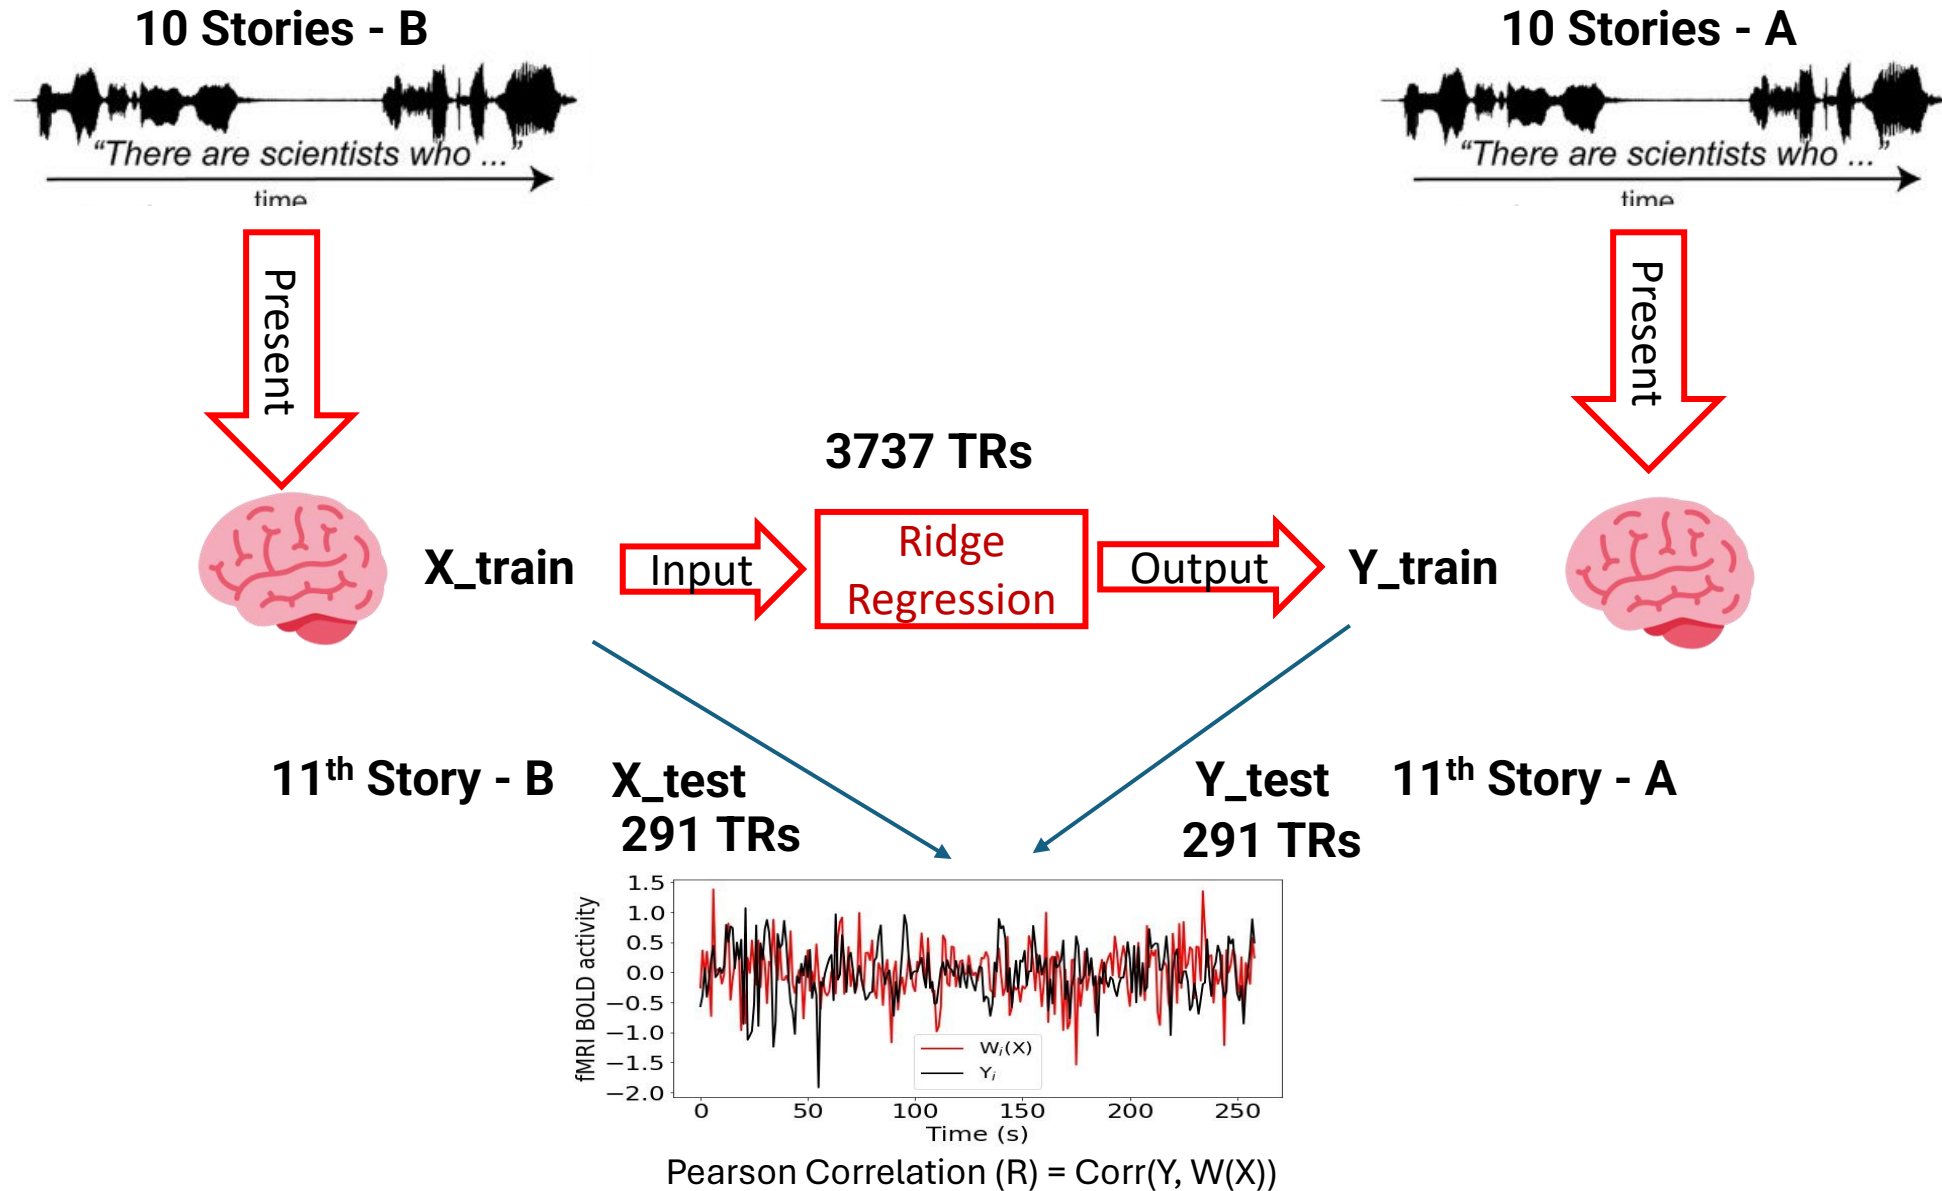 10 Stories - B
10 Stories - A
“There are scientists who ...”
“There are scientists who ...”
time
time
Present
Present
3737 TRs
X_train
Input
Ridge
Regression
Output
Y_train
11th Story - B
X_test
291 TRs
Y_test
291 TRs
11th Story - A
fMRI BOLD activity
1.5
1.0
0.5
0.0
−0.5
−1.0
−1.5
−2.0
Wi(X)
Yi
0 50 100 150 200 250
Time (s)
Pearson Correlation (R) = Corr(Y, W(X))